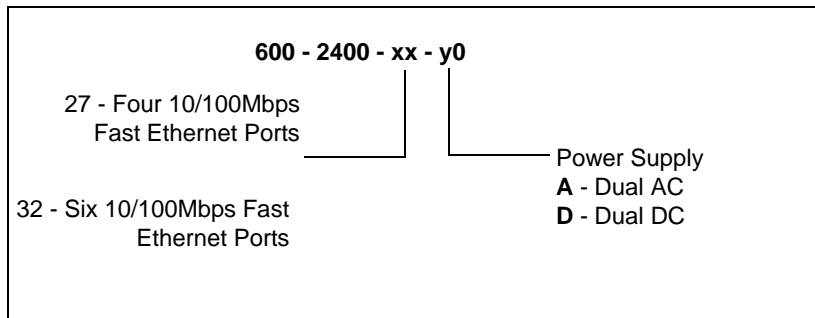 600 - 2400 - xx - y0
27 - Four 10/100Mbps
Fast Ethernet Ports
32 - Six 10/100Mbps Fast
Ethernet Ports
Power Supply
A - Dual AC
D - Dual DC